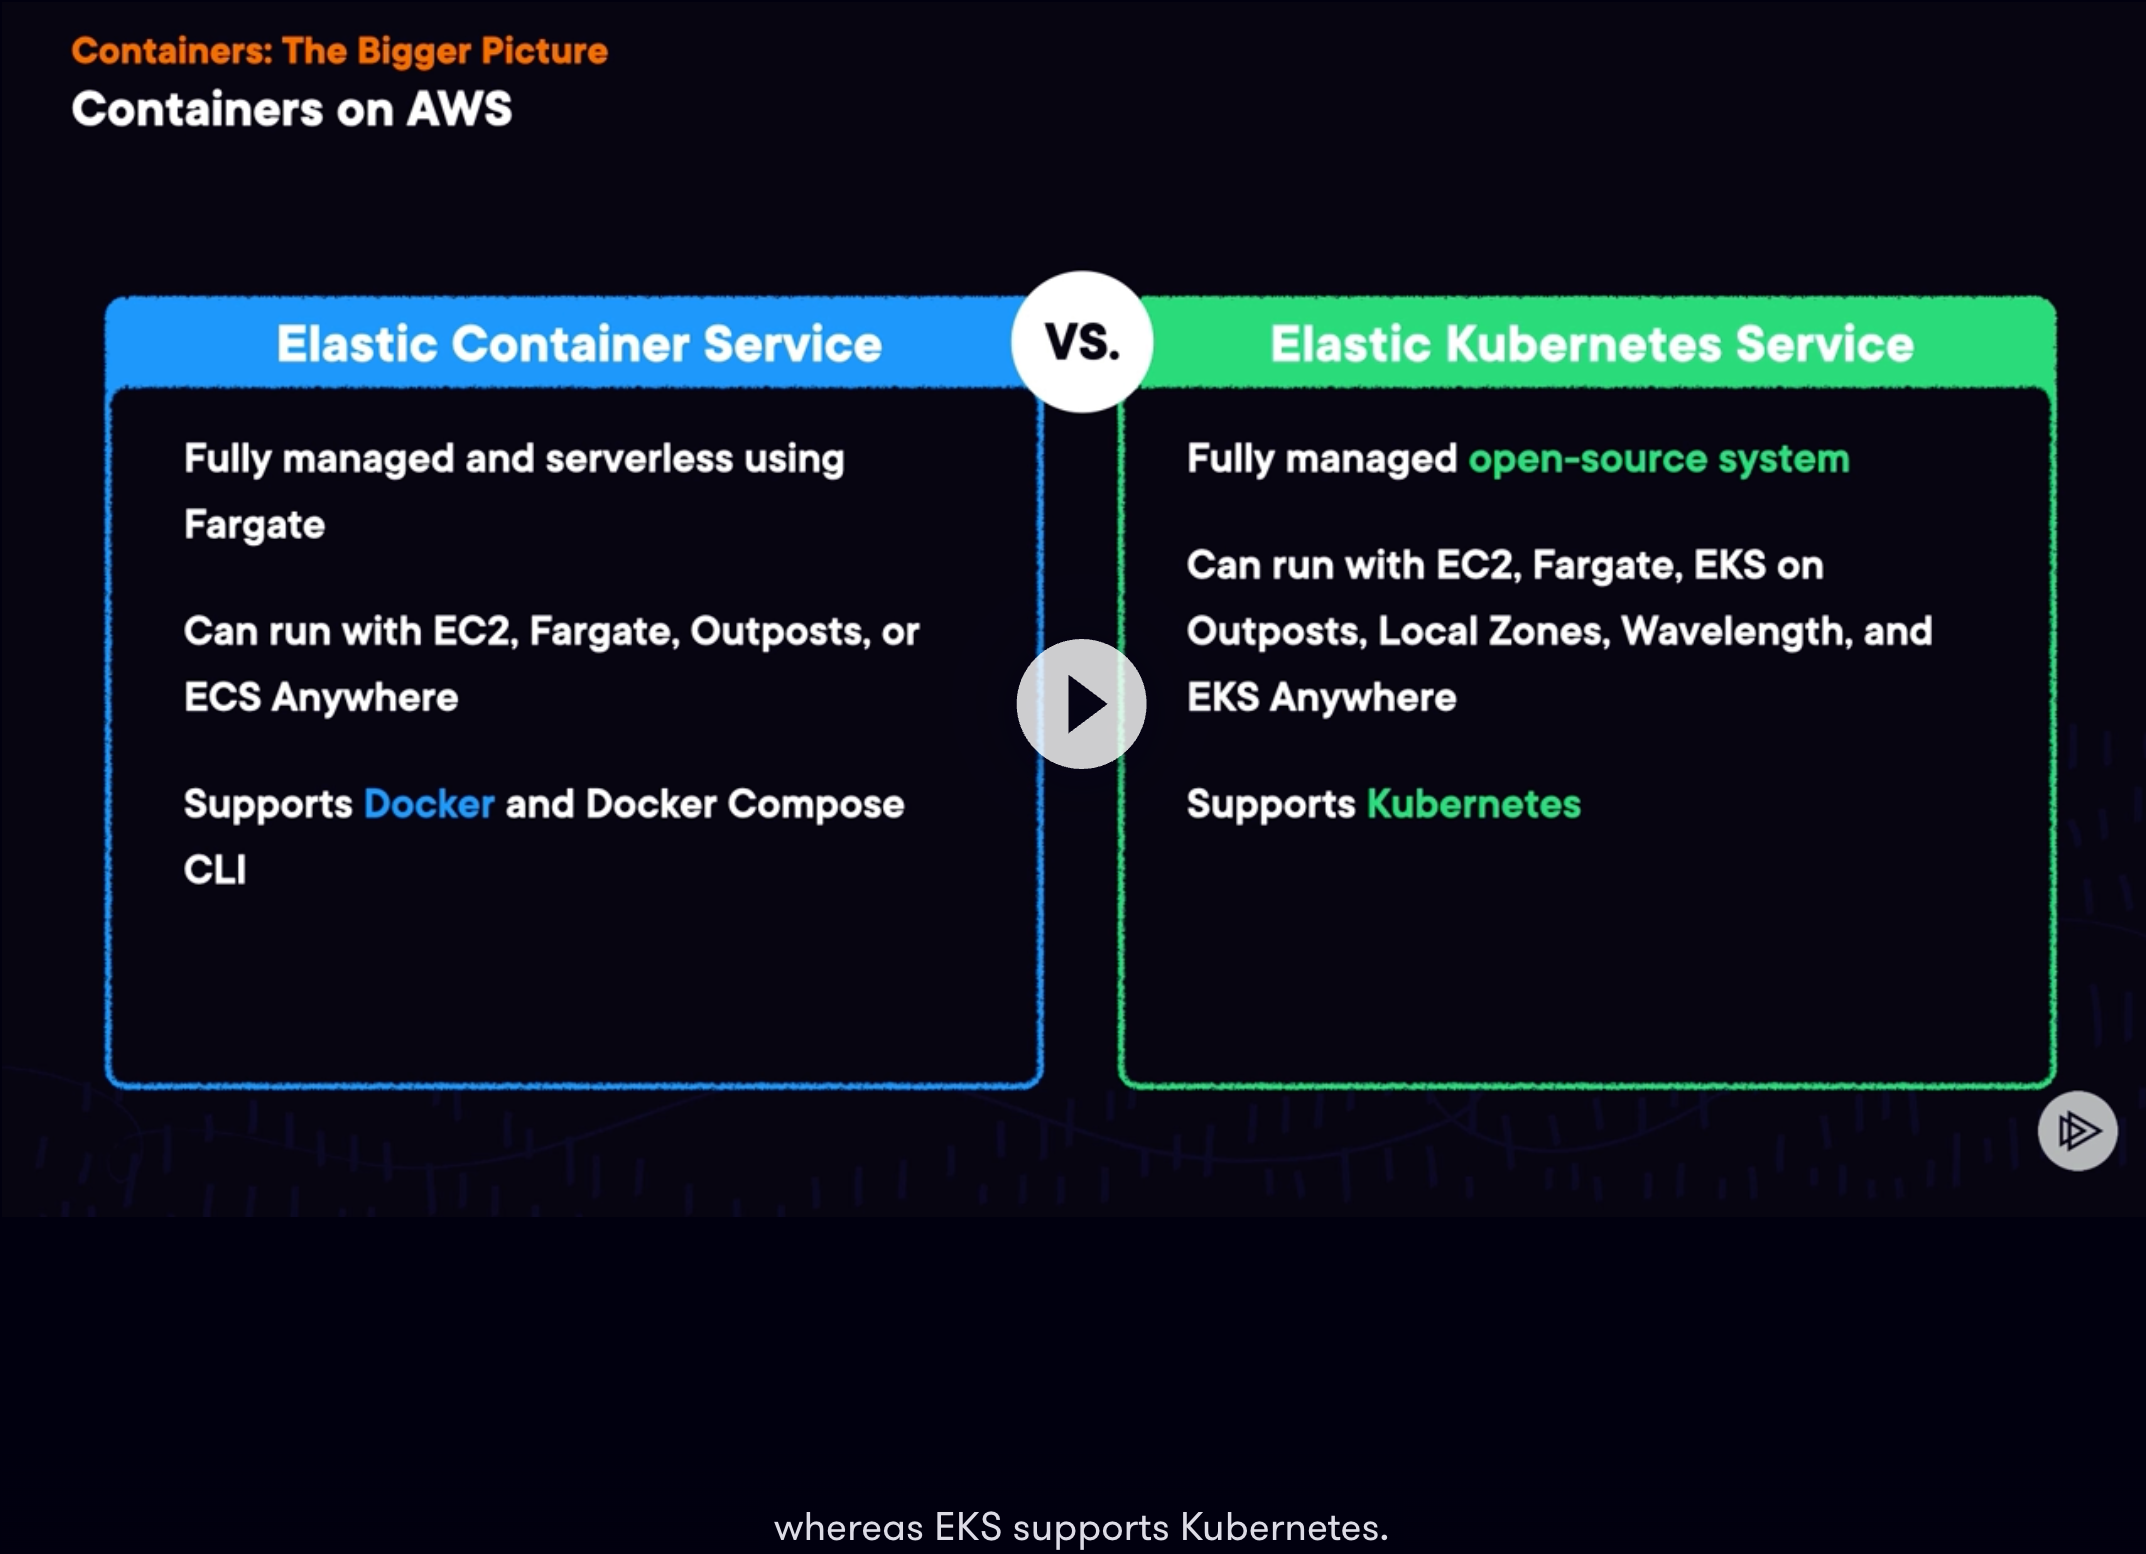 Containers: The Bigger Picture
Containers on AWS
Elastic Container Service
VS.
Elastic Kubernetes Service
Fully managed and serverless using
Fargate
Can run with EC2, Fargate, Outposts, or
ECS Anywhere
Supports Docker and Docker Compose
CLI
Fully managed open-source system
Can run with EC2, Fargate, EKS on
Outposts, Local Zones, Wavelength, and
EKS Anywhere
Supports Kubernetes
whereas EKS supports Kubernetes.